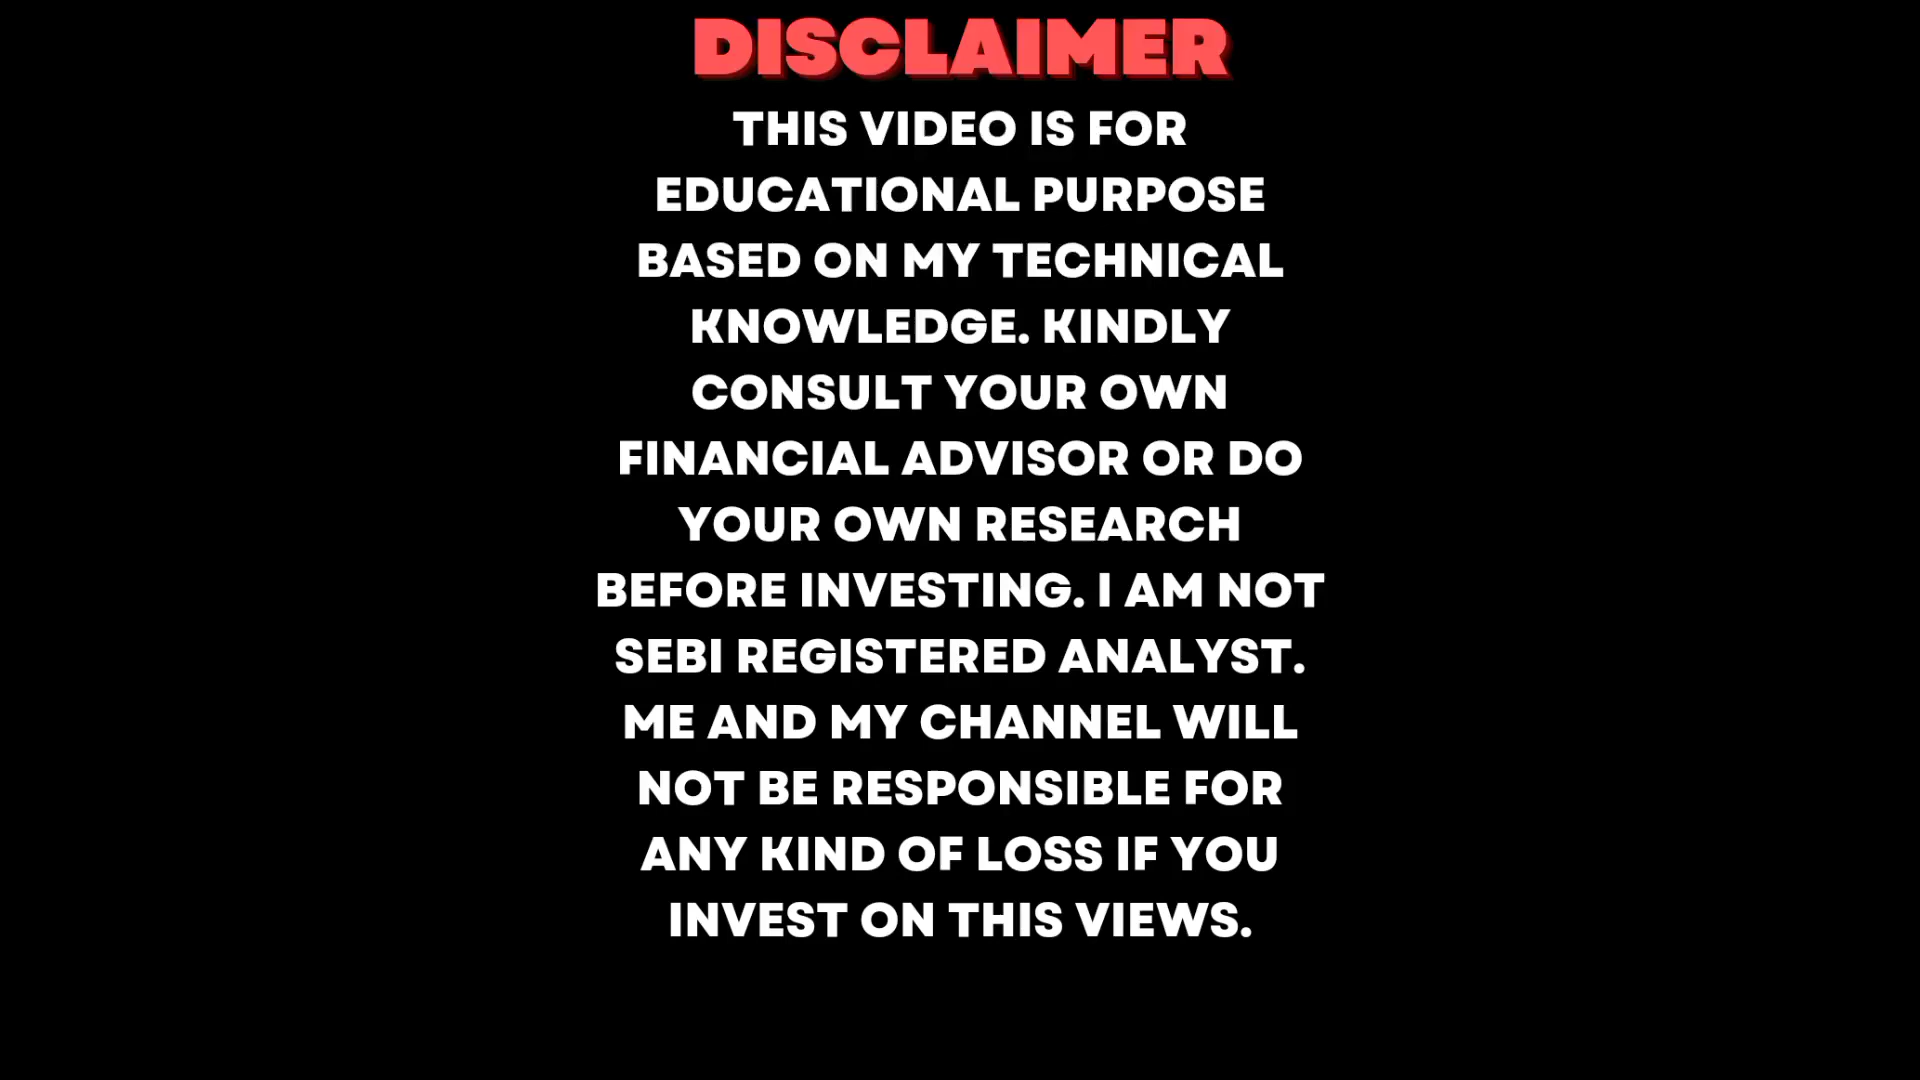 DISCLAIMER
THIS VIDEO IS FOR
EDUCATIONAL PURPOSE
BASED ON MY TECHNICAL
KNOWLEDGE. KINDLY
CONSULT YOUR OWN
FINANCIAL ADVISOR OR DO
YOUR OWN RESEARCH
BEFORE INVESTING. I AM NOT
SEBI REGISTERED ANALYST.
ME AND MY CHANNEL WILL
NOT BE RESPONSIBLE FOR
ANY KIND OF LOSS IF YOU
INVEST ON THIS VIEWS.